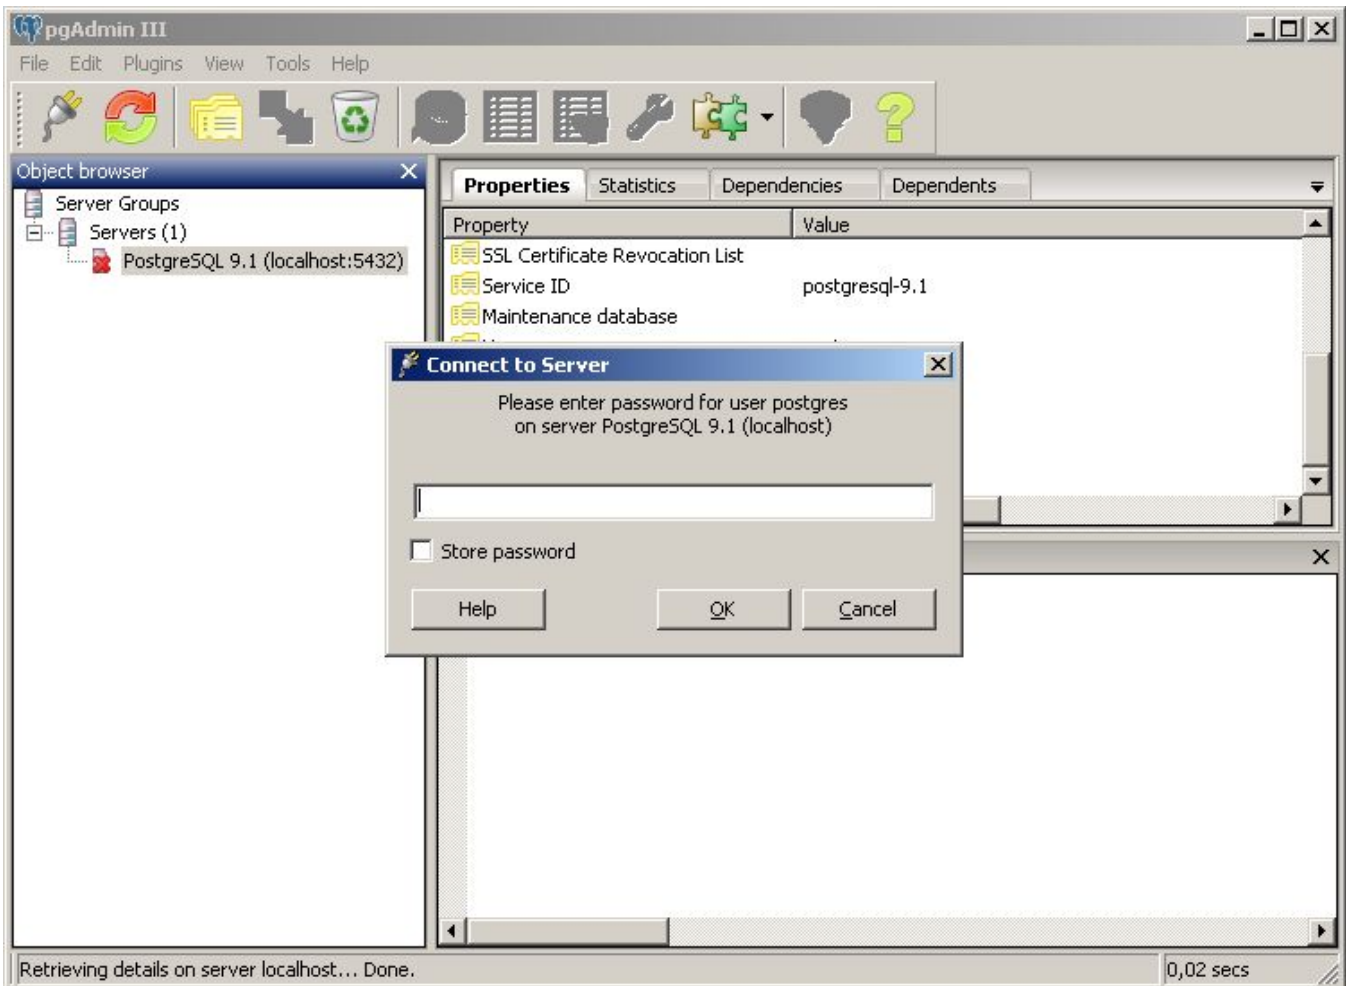 pgAdmin III
File Edit Plugins View Tools Help
Object browser
Server Groups
Servers (1)
PostgreSQL 9.1 (localhost:5432)
Properties Statistics Dependencies Dependents
Property Value
SSL Certificate Revocation List
Service ID postgresql-9.1
Maintenance database
Connect to Server
Please enter password for user postgres
on server PostgreSQL 9.1 (localhost)
Store password
Help OK Cancel
Retrieving details on server localhost... Done. 0,02 secs